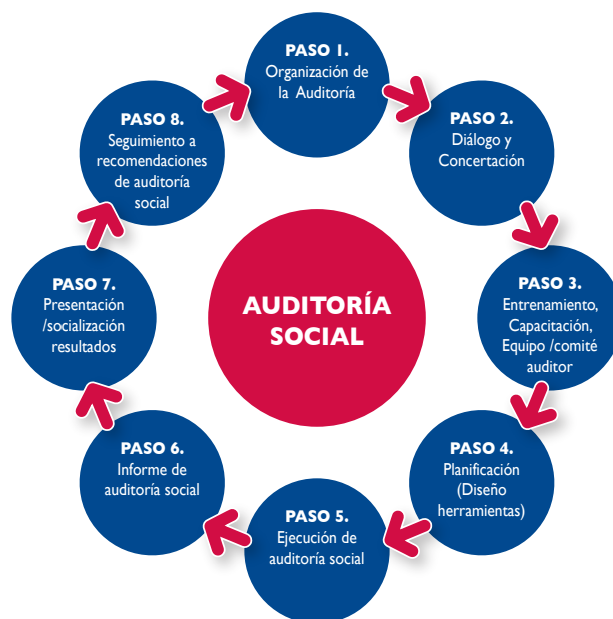 PASO 1.
Organización de
la Auditoría
PASO 2.
Diálogo y
Concertación
PASO 3.
Entrenamiento,
Capacitación,
Equipo /comité
auditor
PASO 4.
Planificación
(Diseño
herramientas)
PASO 5.
Ejecución de
auditoría social
PASO 6.
Informe de
auditoría social
PASO 7.
Presentación
/socialización
resultados
PASO 8.
Seguimiento a
recomendaciones
de auditoría
social
AUDITORÍA
SOCIAL